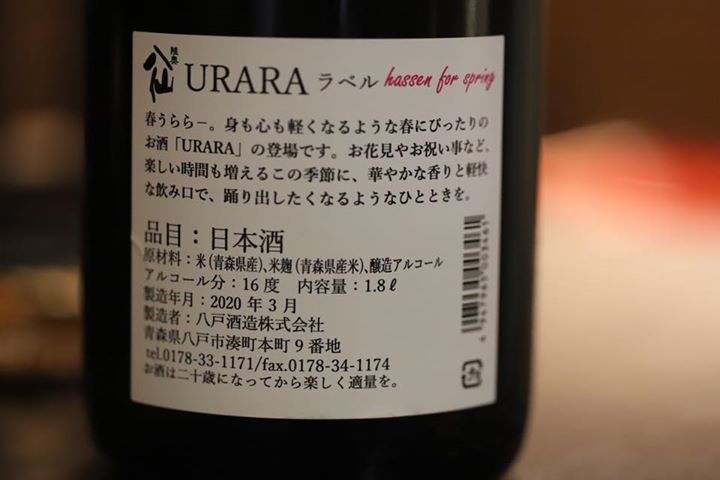 陸奥八仙 URARA ラベル hassen for spring
春うらら−。身も心も軽くなるような春にぴったりの
お酒「URARA」の登場です。お花見やお祝い事など、
楽しい時間も増えるこの季節に、華やかな香りと軽快
な飲み口で、踊り出したくなるようなひとときを。
品目：日本酒
原材料：米(青森県産)、米麹(青森県産米)、醸造アルコール
アルコール分：16度 内容量：1.8ℓ
製造年月：2020 年 3 月
製造者：八戸酒造株式会社
青森県八戸市湊町本町 9 番地
tel.0178-33-1171/fax.0178-34-1174
お酒は二十歳になってから楽しく適量を。